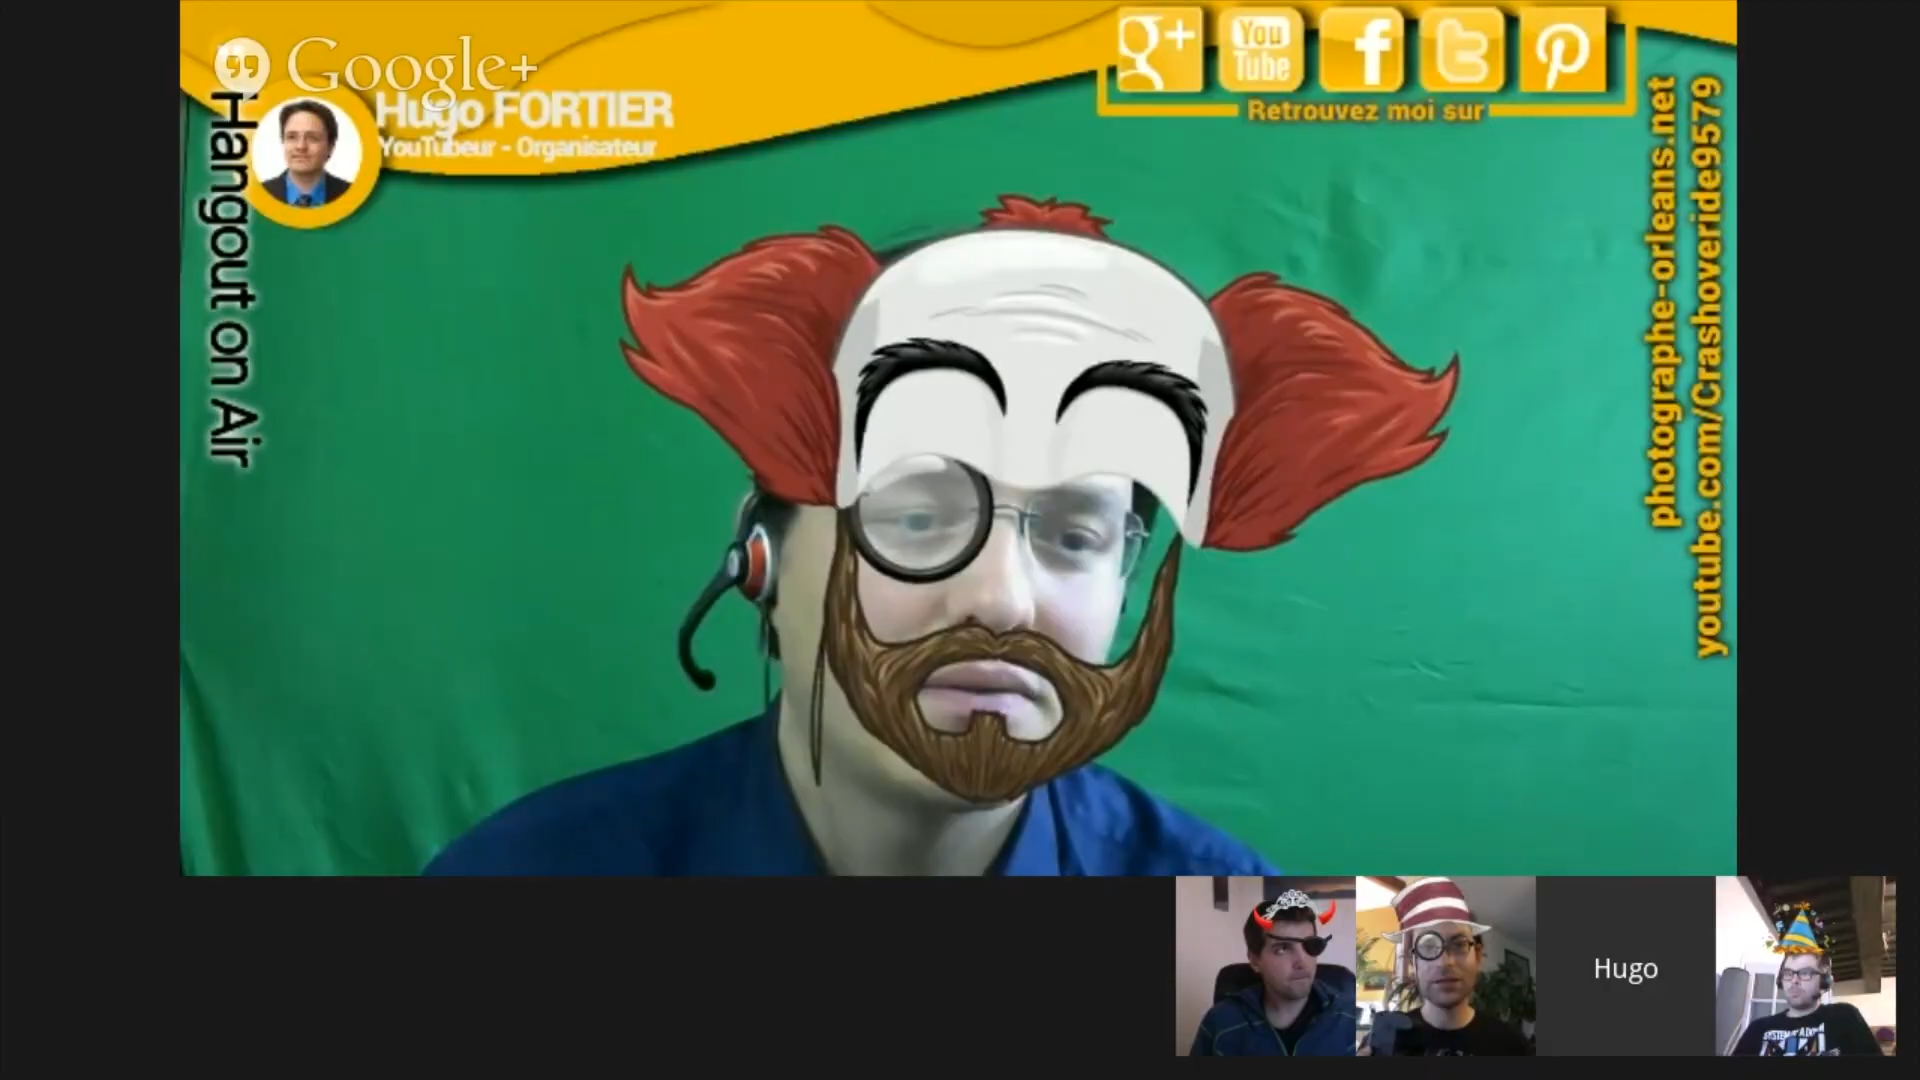 Google+
Hugo FORTIER
YouTubeur - Organisateur
Hangout on Air
g+
You
Tube
f
t
p
Retrouvez moi sur
photographe-orleans.net
youtube.com/Crashoveride9579
Hugo